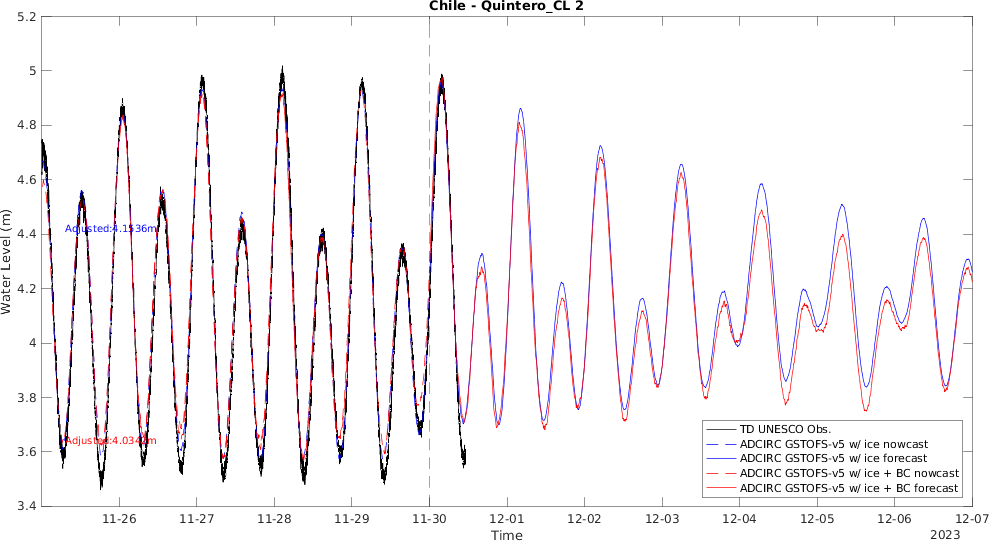 Chile - Quintero_CL 2
5.2
5
4.8
4.6
4.4
4.2
4
3.8
3.6
3.4
Water Level (m)
Adjusted:4.1536m
TD UNESCO Obs.
ADCIRC GSTOFS-v5 w/ ice nowcast
ADCIRC GSTOFS-v5 w/ ice forecast
ADCIRC GSTOFS-v5 w/ ice + BC nowcast
ADCIRC GSTOFS-v5 w/ ice + BC forecast
11-26
11-27
11-28
11-29
11-30
12-01
12-02
12-03
12-04
12-05
12-06
12-07
Time
2023